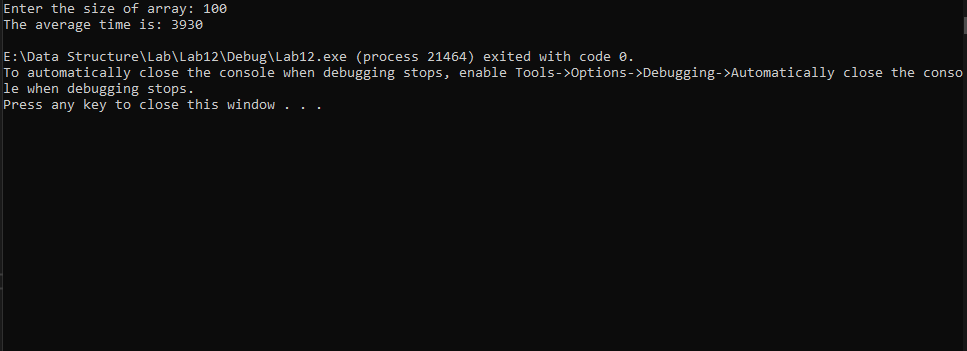 Enter the size of array: 100
The average time is: 3930
E:\Data Structure\Lab\Lab12\Debug\Lab12.exe (process 21464) exited with code 0.
To automatically close the console when debugging stops, enable Tools->Options->Debugging->Automatically close the conso
le when debugging stops.
Press any key to close this window . . .